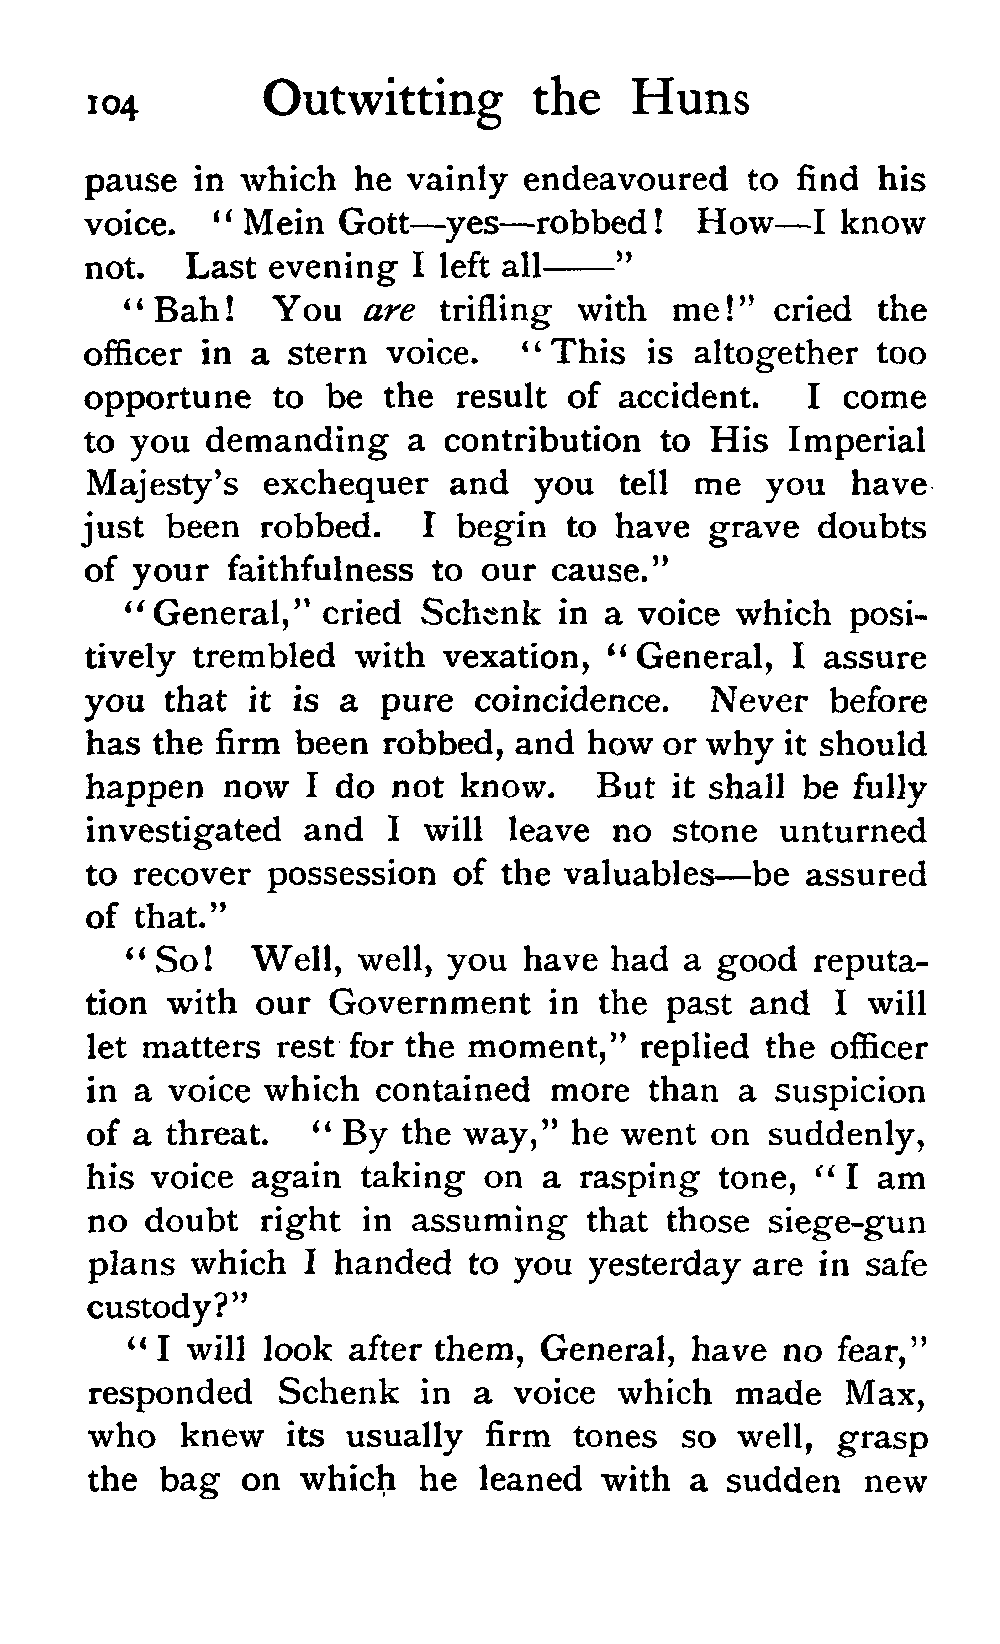 104 Outwitting the Huns
pause in which he vainly endeavoured to find his
voice. "Mein Gott—yes—robbed! How—I know
not. Last evening I left all——"
"Bah! You are trifling with me!" cried the
officer in a stern voice. "This is altogether too
opportune to be the result of accident. I come
to you demanding a contribution to His Imperial
Majesty's exchequer and you tell me you have
just been robbed. I begin to have grave doubts
of your faithfulness to our cause."
"General," cried Schenk in a voice which posi-
tively trembled with vexation, "General, I assure
you that it is a pure coincidence. Never before
has the firm been robbed, and how or why it should
happen now I do not know. But it shall be fully
investigated and I will leave no stone unturned
to recover possession of the valuables—be assured
of that."
"So! Well, well, you have had a good reputa-
tion with our Government in the past and I will
let matters rest for the moment," replied the officer
in a voice which contained more than a suspicion
of a threat. "By the way," he went on suddenly,
his voice again taking on a rasping tone, "I am
no doubt right in assuming that those siege-gun
plans which I handed to you yesterday are in safe
custody?"
"I will look after them, General, have no fear,"
responded Schenk in a voice which made Max,
who knew its usually firm tones so well, grasp
the bag on which he leaned with a sudden new